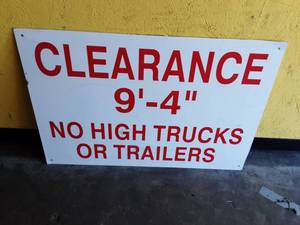 CLEARANCE
9'-4"
NO HIGH TRUCKS
OR TRAILERS